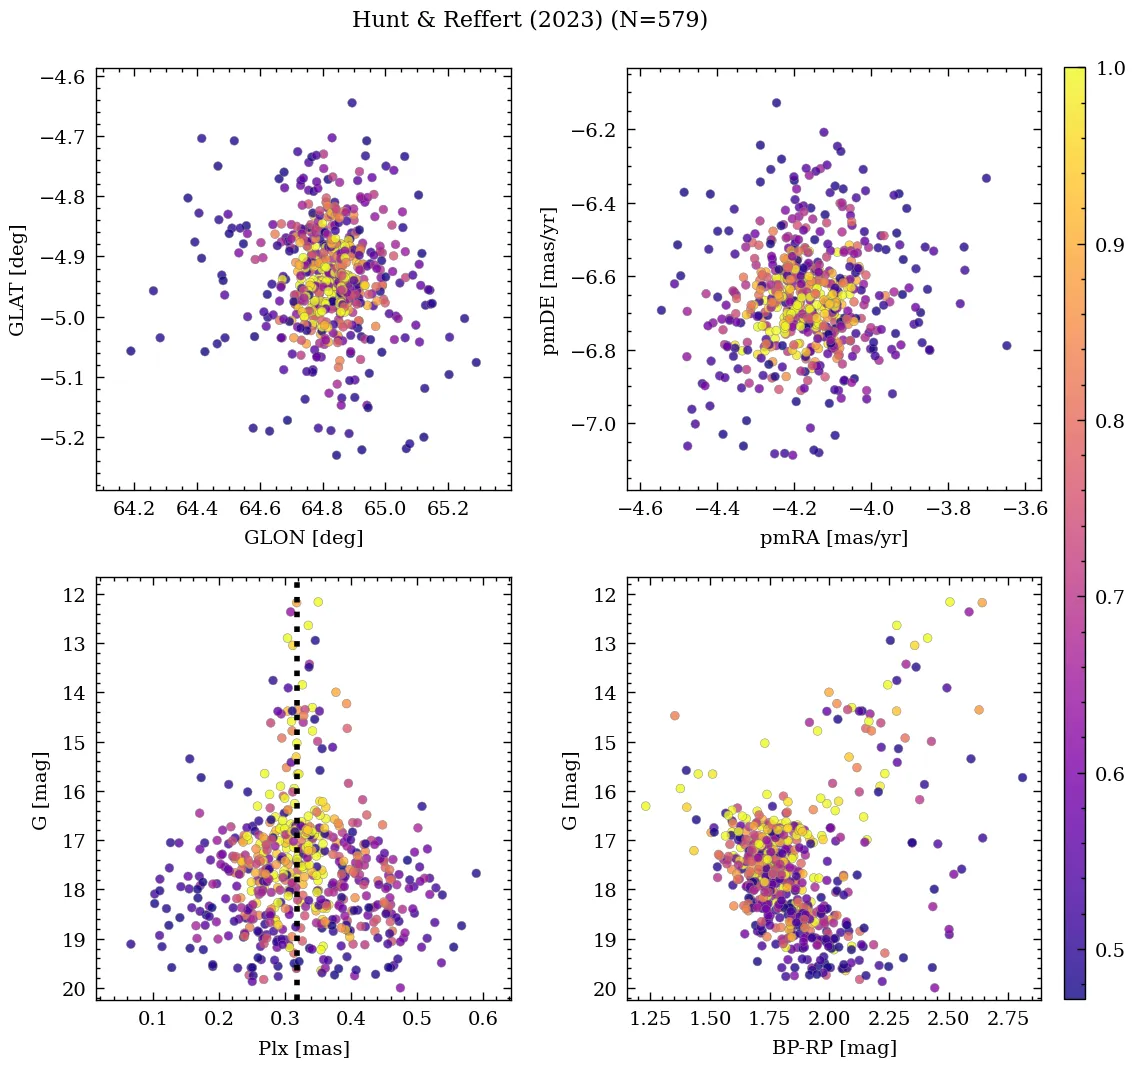 Hunt & Reffert (2023) (N=579)
−4.6
−4.7
−4.8
−4.9
−5.0
−5.1
−5.2
GLAT [deg]
64.2 64.4 64.6 64.8 65.0 65.2
GLON [deg]
−6.2
−6.4
−6.6
−6.8
−7.0
pmDE [mas/yr]
−4.6 −4.4 −4.2 −4.0 −3.8 −3.6
pmRA [mas/yr]
1.0
0.9
0.8
0.7
0.6
0.5
12
13
14
15
16
17
18
19
20
G [mag]
0.1 0.2 0.3 0.4 0.5 0.6
Plx [mas]
12
13
14
15
16
17
18
19
20
G [mag]
1.25 1.50 1.75 2.00 2.25 2.50 2.75
BP-RP [mag]